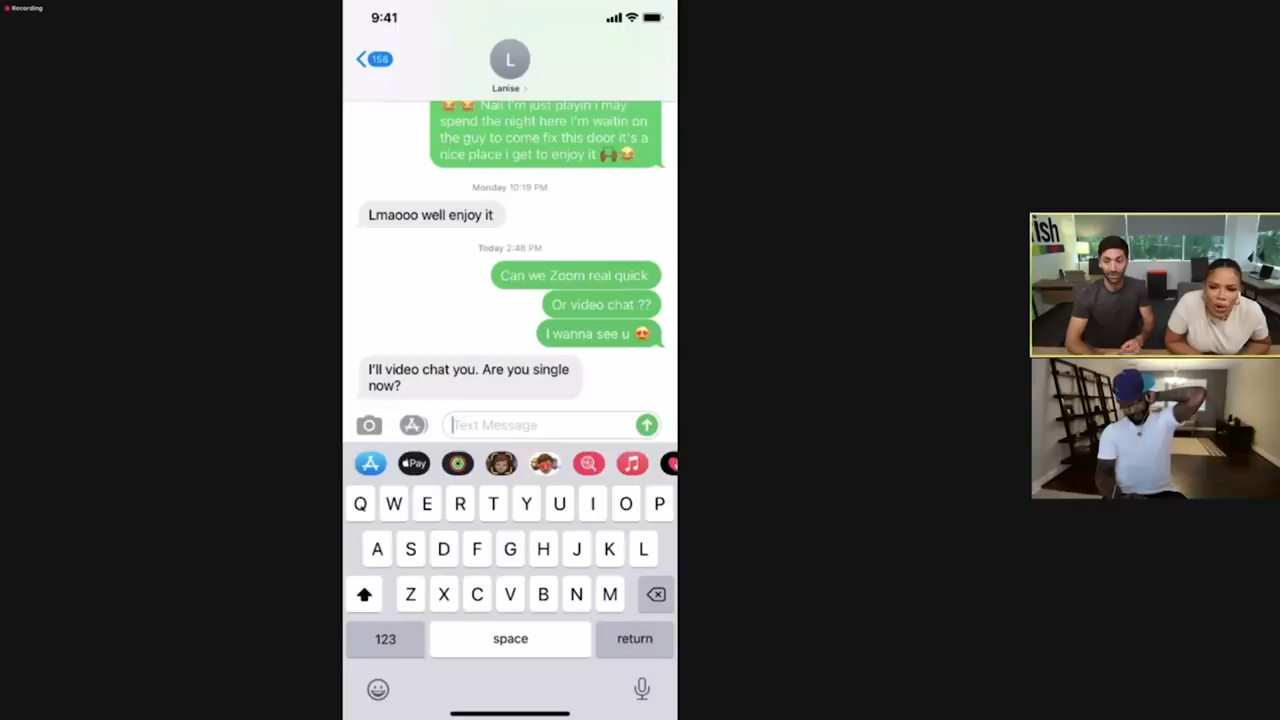 Recording
9:41
158
L
Lanise
Nall I'm just playin i may
spend the night here I'm waitin on
the guy to come fix this door it's a
nice place i get to enjoy it 🙌🏾 😂
Monday 10:19 PM
Lmaooo well enjoy it
Today 2:48 PM
Can we Zoom real quick
Or video chat ??
I wanna see u 😍
I'll video chat you. Are you single
now?
Text Message
Pay
Q W E R T Y U I O P
A S D F G H J K L
Z X C V B N M
123 space return
ish